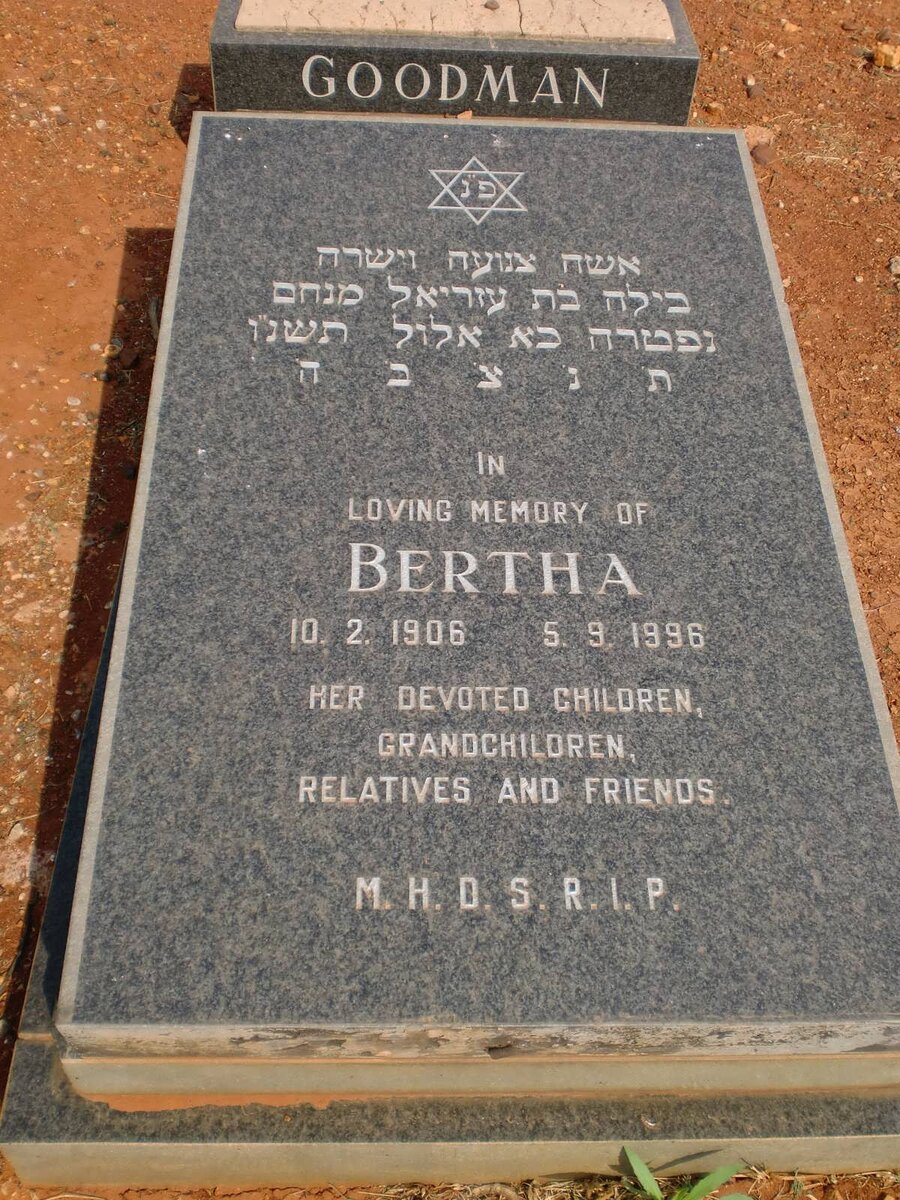 GOODMAN
פ"נ
אשה צנועה וישרה
בילה בת עזריאל מנחם
נפטרה כא אלול תשנ"ו
ת נ צ ב ה
IN
LOVING MEMORY OF
BERTHA
10. 2. 1906 5. 9. 1996
HER DEVOTED CHILDREN,
GRANDCHILDREN,
RELATIVES AND FRIENDS.
M. H. D. S. R. I. P.